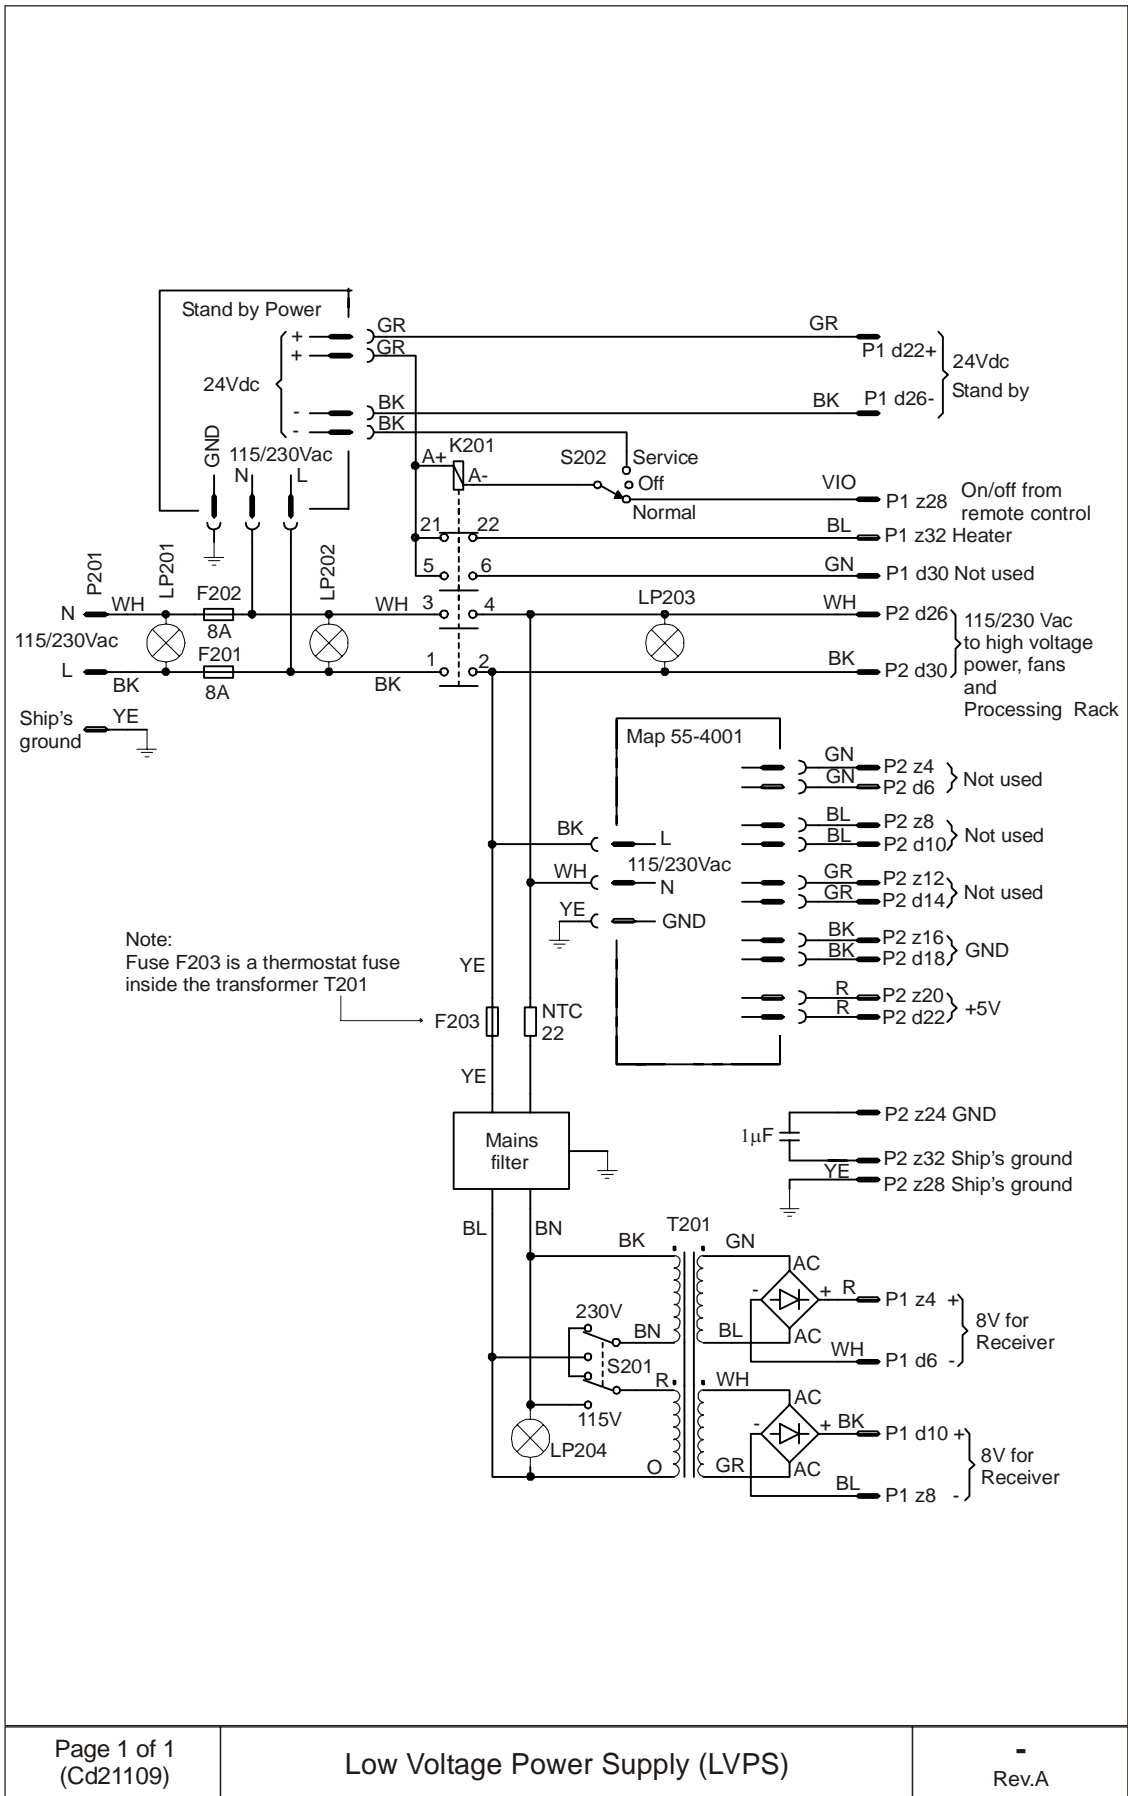 Stand by Power
+
+
24Vdc
-
-
GR
GR
BK
BK
GR
P1 d22+
BK
P1 d26-
24Vdc
Stand by
GND
115/230Vac
N
L
K201
A+
A-
S202
Service
Off
Normal
VIO
P1 z28
On/off from
remote control
21
22
BL
P1 z32 Heater
5
6
GN
P1 d30 Not used
P201
LP201
LP202
N
WH
F202
8A
WH
3
4
LP203
WH
P2 d26
115/230Vac
F201
8A
L
BK
BK
1
2
BK
P2 d30
115/230 Vac
to high voltage
power, fans
and
Processing Rack
Ship's
ground
YE
Map 55-4001
GN
P2 z4
GN
P2 d6
Not used
BL
P2 z8
BL
P2 d10
Not used
BK
L
115/230Vac
WH
N
YE
GND
GR
P2 z12
GR
P2 d14
Not used
BK
P2 z16
BK
P2 d18
GND
R
P2 z20
R
P2 d22
+5V
Note:
Fuse F203 is a thermostat fuse
inside the transformer T201
YE
F203
NTC
22
YE
Mains
filter
1µF
P2 z24 GND
P2 z32 Ship's ground
YE
P2 z28 Ship's ground
BL
BN
T201
BK
GN
AC
-
+
R
P1 z4 +
230V
BN
BL
AC
WH
P1 d6 -
8V for
Receiver
S201
R
WH
AC
115V
-
+
BK
P1 d10 +
LP204
O
GR
AC
BL
P1 z8 -
8V for
Receiver
Page 1 of 1
(Cd21109)
Low Voltage Power Supply (LVPS)
-
Rev.A